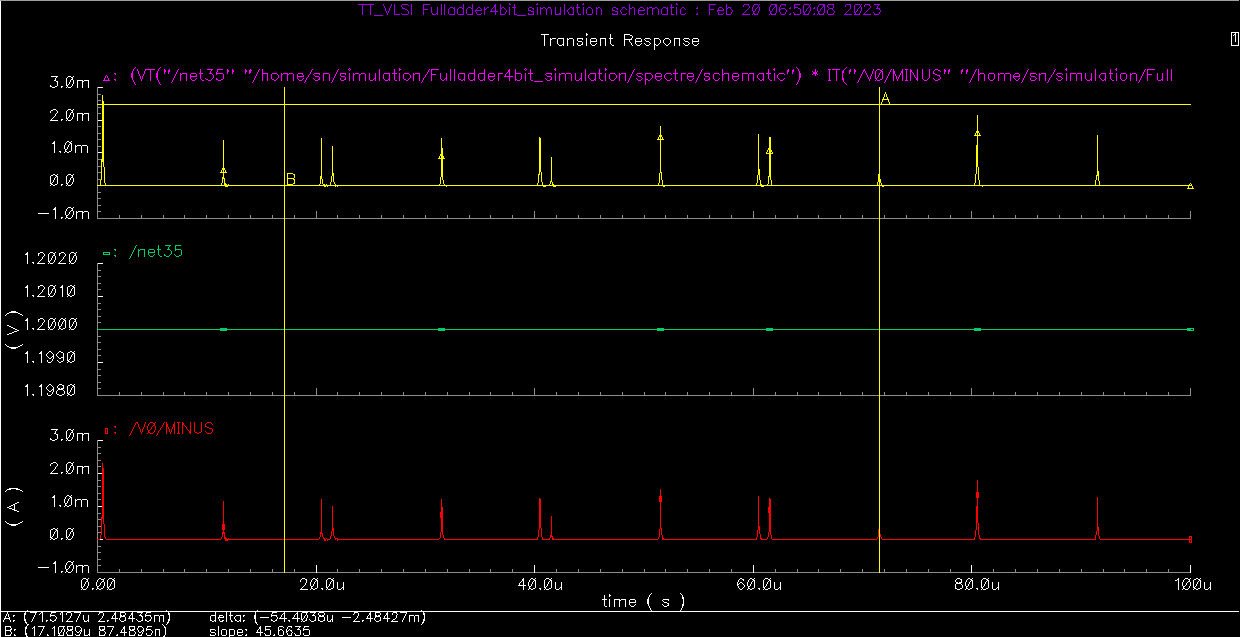 TT_VLSI Fulladder4bit_simulation schematic : Feb 20 06:50:08 2023
Transient Response
1
: (VT("/net35" "/home/sn/simulation/Fulladder4bit_simulation/spectre/schematic") * IT("/V0/MINUS" "/home/sn/simulation/Full
3.0m
A
2.0m
1.0m
B
0.0
-1.0m
: /net35
1.2020
1.2010
( V )
1.2000
1.1990
1.1980
: /V0/MINUS
3.0m
2.0m
( A )
1.0m
0.0
-1.0m
0.00 20.0u 40.0u 60.0u 80.0u 100u
time ( s )
A: (71.5127u 2.48435m) delta: (-54.4038u -2.48427m)
B: (17.1089u 87.4895n) slope: 45.6635